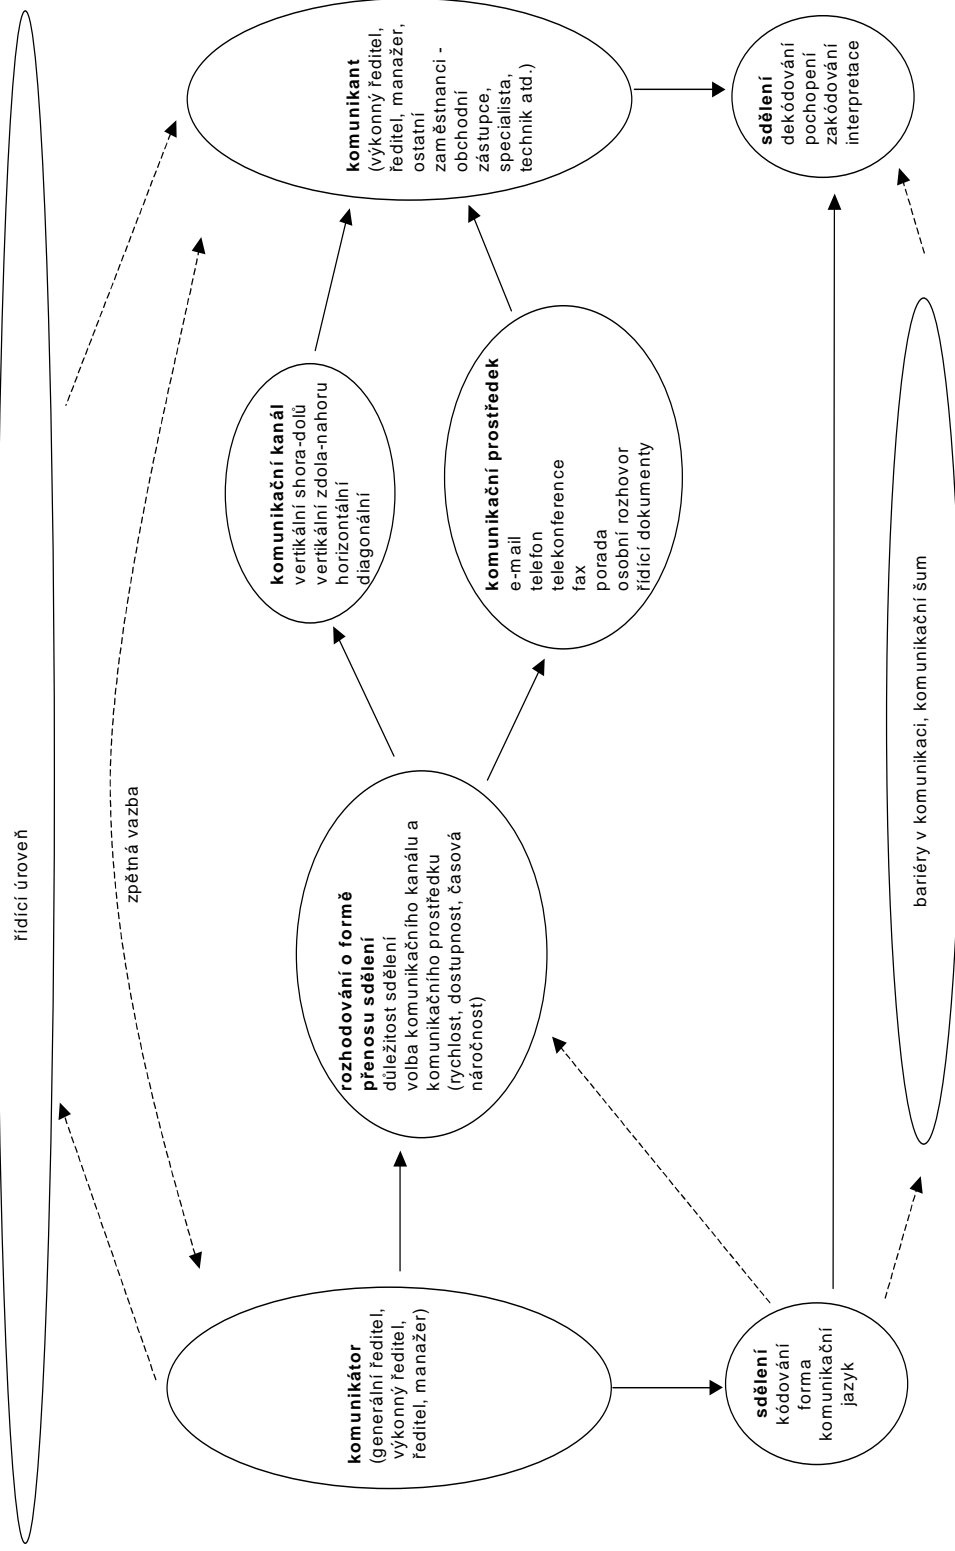 řídící úroveň
zpětná vazba
komunikátor
(generální ředitel,
výkonný ředitel,
ředitel, manažer)
rozhodování o formě
přenosu sdělení
důležitost sdělení
volba komunikačního kanálu a
komunikačního prostředku
(rychlost, dostupnost, časová
náročnost)
komunikační kanál
vertikální shora-dolů
vertikální zdola-nahoru
horizontální
diagonální
komunikační prostředek
e-mail
telefon
telekonference
fax
porada
osobní rozhovor
řídící dokumenty
komunikant
(výkonný ředitel,
ředitel, manažer,
ostatní
zaměstnanci -
obchodní
zástupce,
specialista,
technik atd.)
sdělení
kódování
forma
komunikační
jazyk
sdělení
dekódování
pochopení
zakódování
interpretace
bariéry v komunikaci, komunikační šum